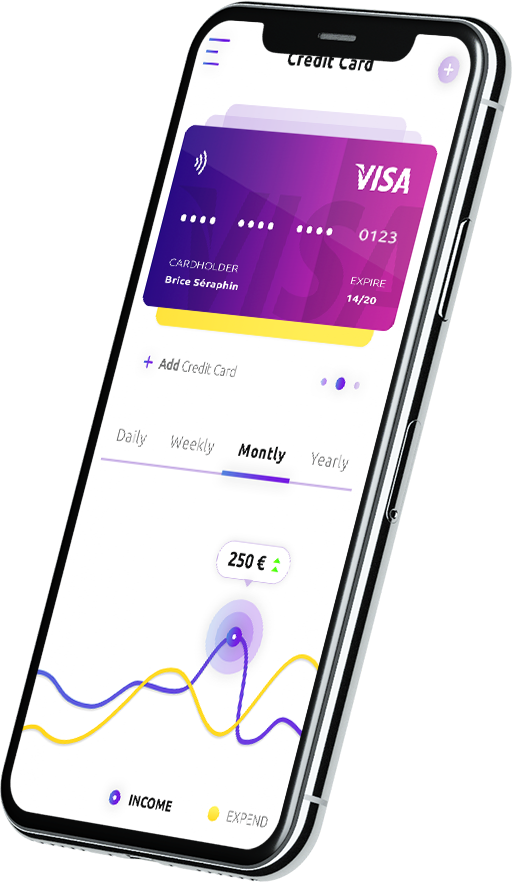 Credit Card
VISA
0123
CARDHOLDER
Brice Séraphin
EXPIRE
14/20
+ Add Credit Card
Daily Weekly Montly Yearly
250 €
INCOME EXPEND